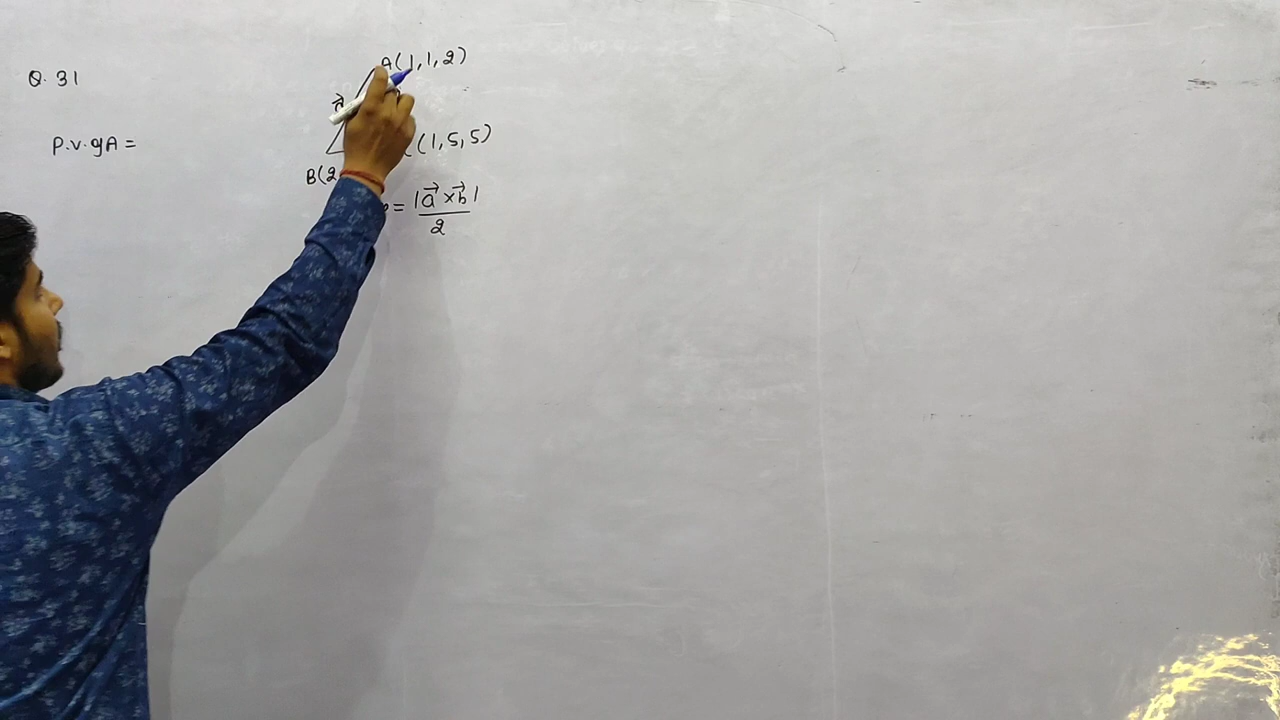 Q. 31
A(1,1,2)
P.V. of A =
(1,5,5)
B(2
= |a⃗ × b⃗|
2